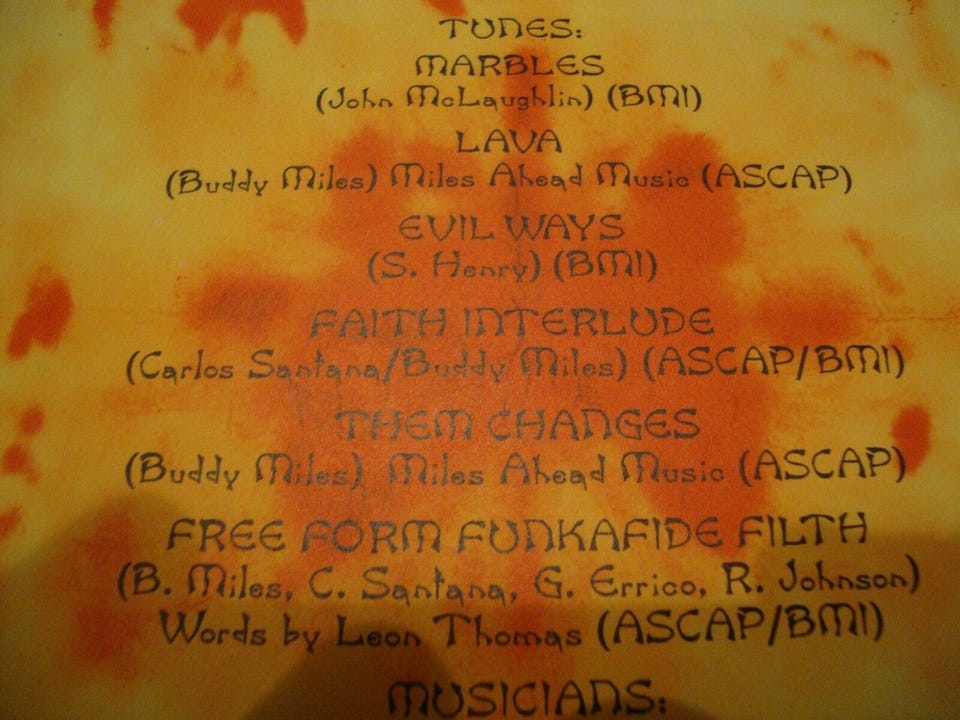 TUNES:
MARBLES
(John McLaughlin) (BMI)
LAVA
(Buddy Miles) Miles Ahead Music (ASCAP)
EVIL WAYS
(S. Henry) (BMI)
FAITH INTERLUDE
(Carlos Santana/Buddy Miles) (ASCAP/BMI)
THEM CHANGES
(Buddy Miles) Miles Ahead Music (ASCAP)
FREE FORM FUNKAFIDE FILTH
(B. Miles, C. Santana, G. Errico, R. Johnson)
Words by Leon Thomas (ASCAP/BMI)
MUSICIANS: